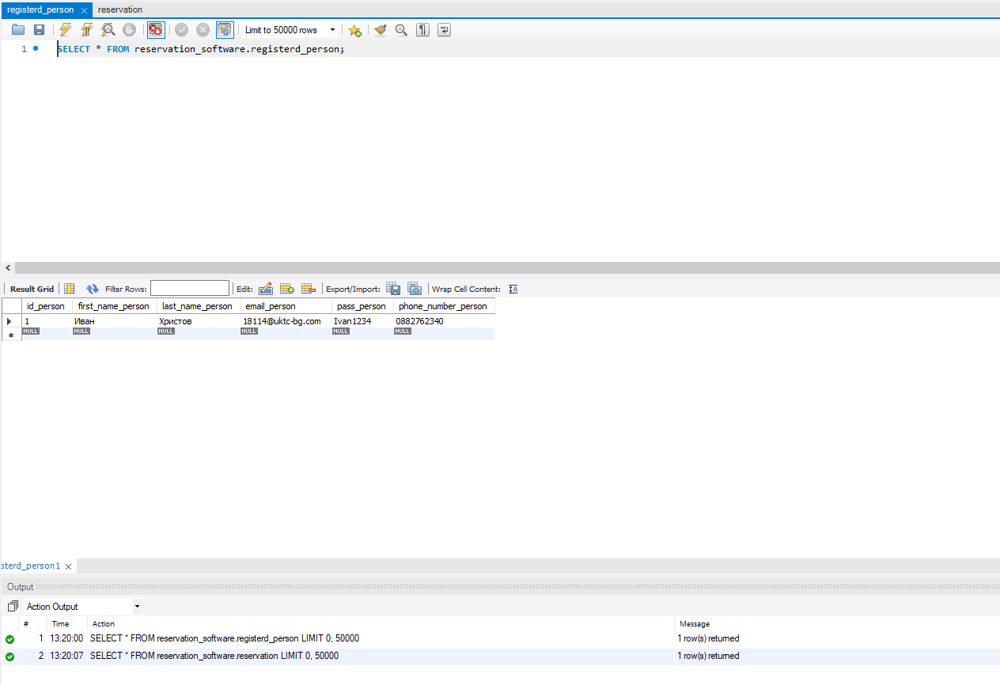 registerd_person reservation
Limit to 50000 rows
1 SELECT * FROM reservation_software.registerd_person;
Result Grid Filter Rows: Edit: Export/Import: Wrap Cell Content:
id_person first_name_person last_name_person email_person pass_person phone_number_person
1 Иван Христов 18114@uktc-bg.com Ivan1234 0882762340
NULL NULL NULL NULL NULL NULL
sterd_person1
Output
Action Output
# Time Action Message
1 13:20:00 SELECT * FROM reservation_software.registerd_person LIMIT 0, 50000 1 row(s) returned
2 13:20:07 SELECT * FROM reservation_software.reservation LIMIT 0, 50000 1 row(s) returned